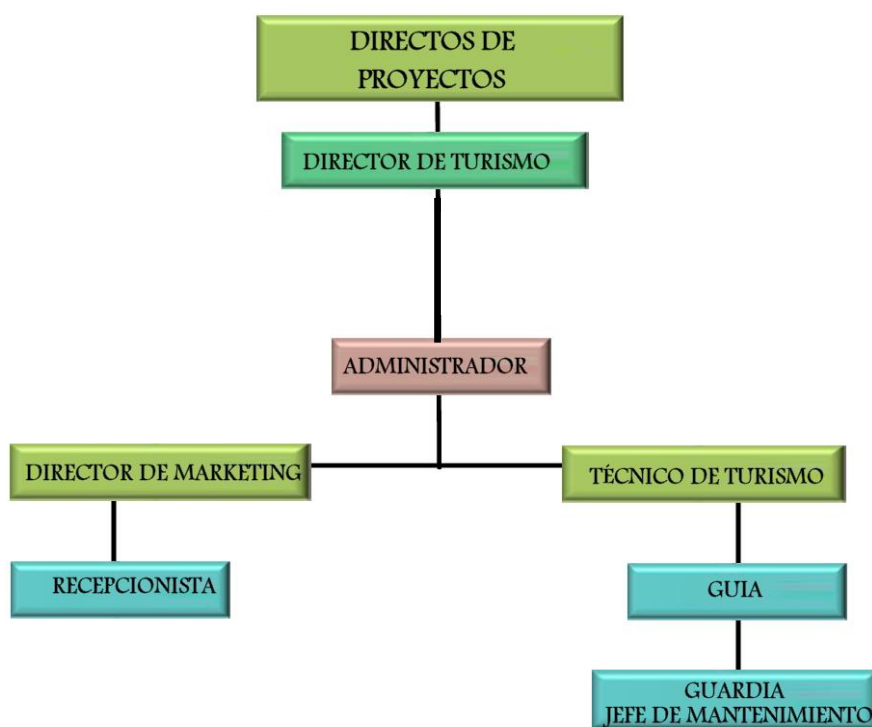 DIRECTOS DE
PROYECTOS
DIRECTOR DE TURISMO
ADMINISTRADOR
DIRECTOR DE MARKETING
TÉCNICO DE TURISMO
RECEPCIONISTA
GUIA
GUARDIA
JEFE DE MANTENIMIENTO